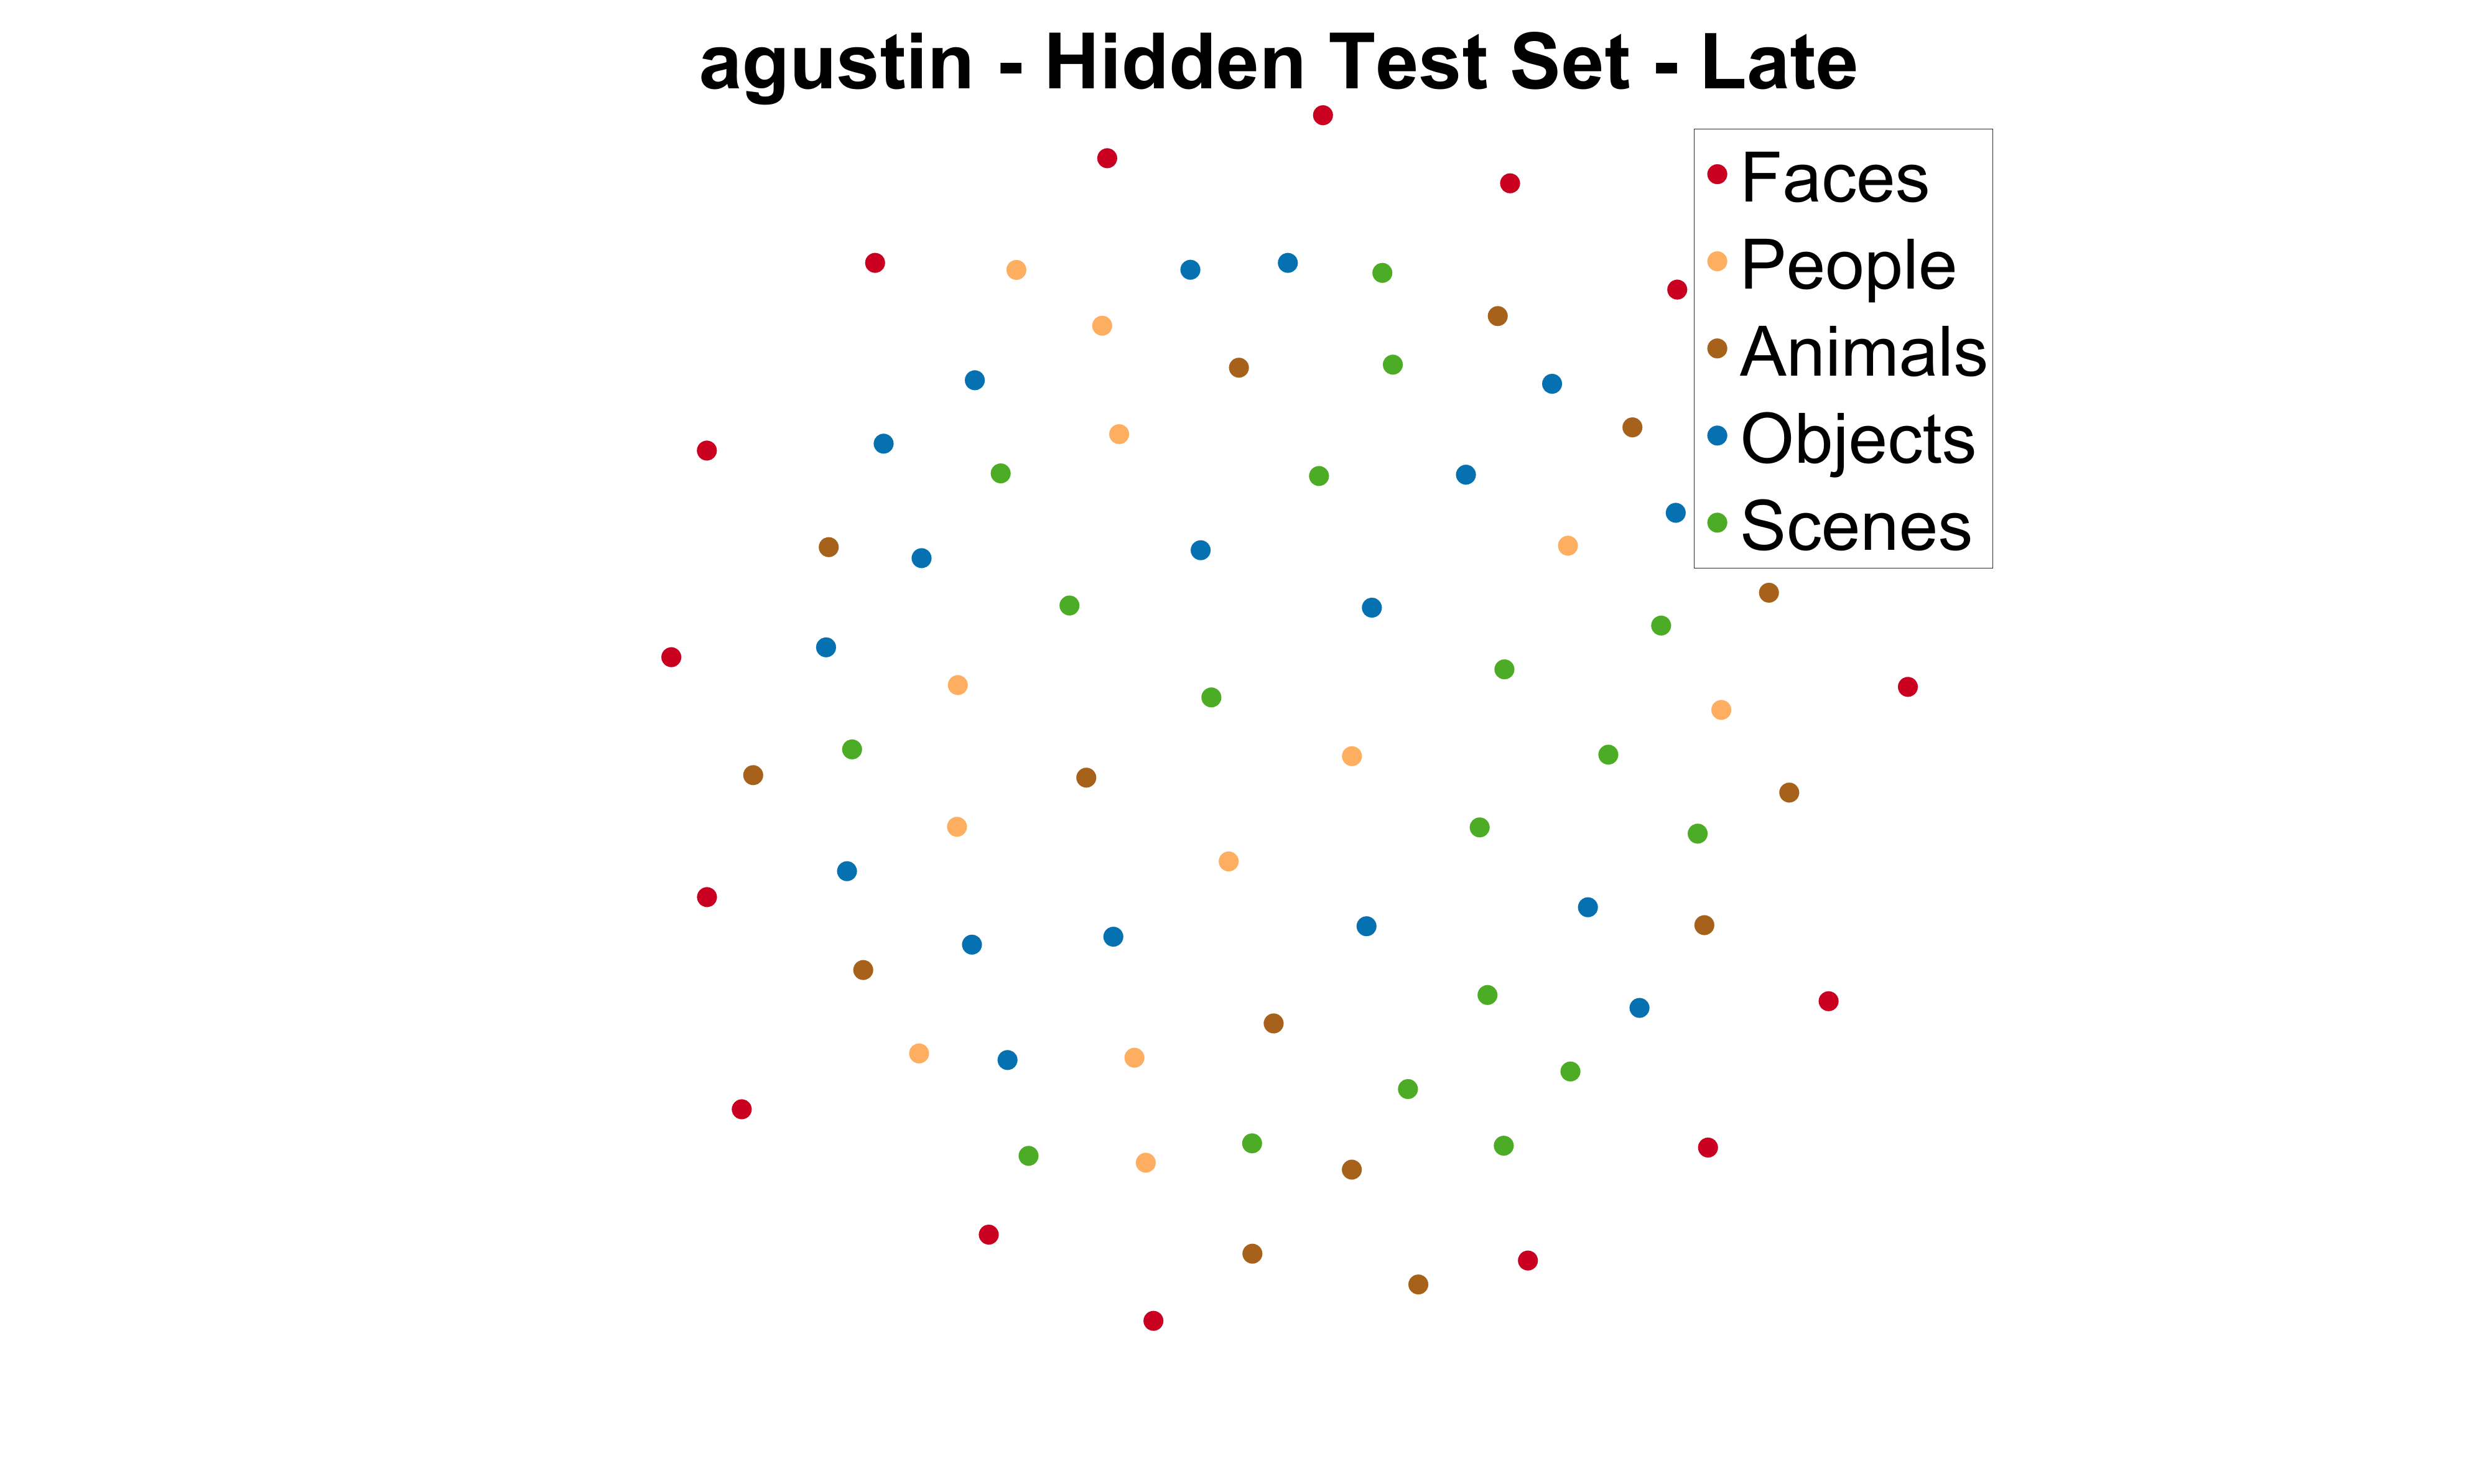 agustin - Hidden Test Set - Late
Faces
People
Animals
Objects
Scenes